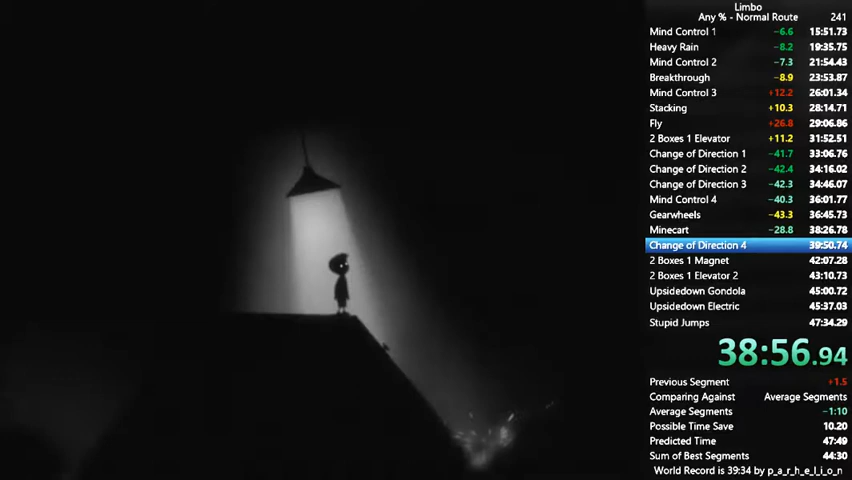 Limbo
Any % - Normal Route 241
Mind Control 1 −6.6 15:51.73
Heavy Rain −8.2 19:35.75
Mind Control 2 −7.3 21:54.43
Breakthrough −8.9 23:53.87
Mind Control 3 +12.2 26:01.34
Stacking +10.3 28:14.71
Fly +26.8 29:06.86
2 Boxes 1 Elevator +11.2 31:52.51
Change of Direction 1 −41.7 33:06.76
Change of Direction 2 −42.4 34:16.02
Change of Direction 3 −42.3 34:46.07
Mind Control 4 −40.3 36:01.77
Gearwheels −43.3 36:45.73
Minecart −28.8 38:26.78
Change of Direction 4 39:50.74
2 Boxes 1 Magnet 42:07.28
2 Boxes 1 Elevator 2 43:10.73
Upsidedown Gondola 45:00.72
Upsidedown Electric 45:37.03
Stupid Jumps 47:34.29
38:56.94
Previous Segment +1.5
Comparing Against Average Segments
Average Segments −1:10
Possible Time Save 10.20
Predicted Time 47:49
Sum of Best Segments 44:30
World Record is 39:34 by p_a_r_h_e_l_i_o_n